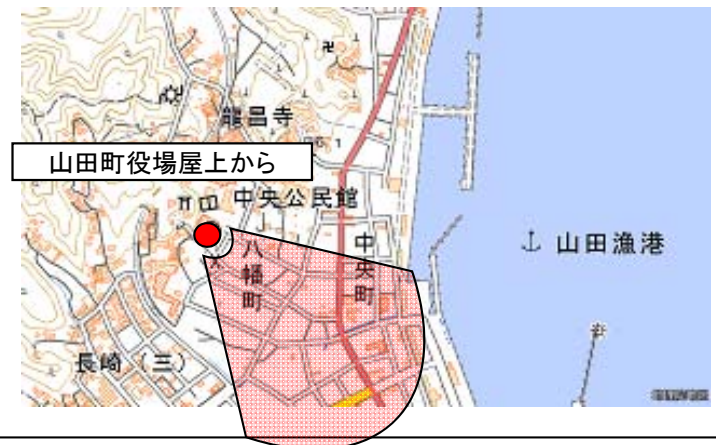 龍昌寺
山田町役場屋上から
中央公民館
八幡町
中央町
山田漁港
長崎(三)